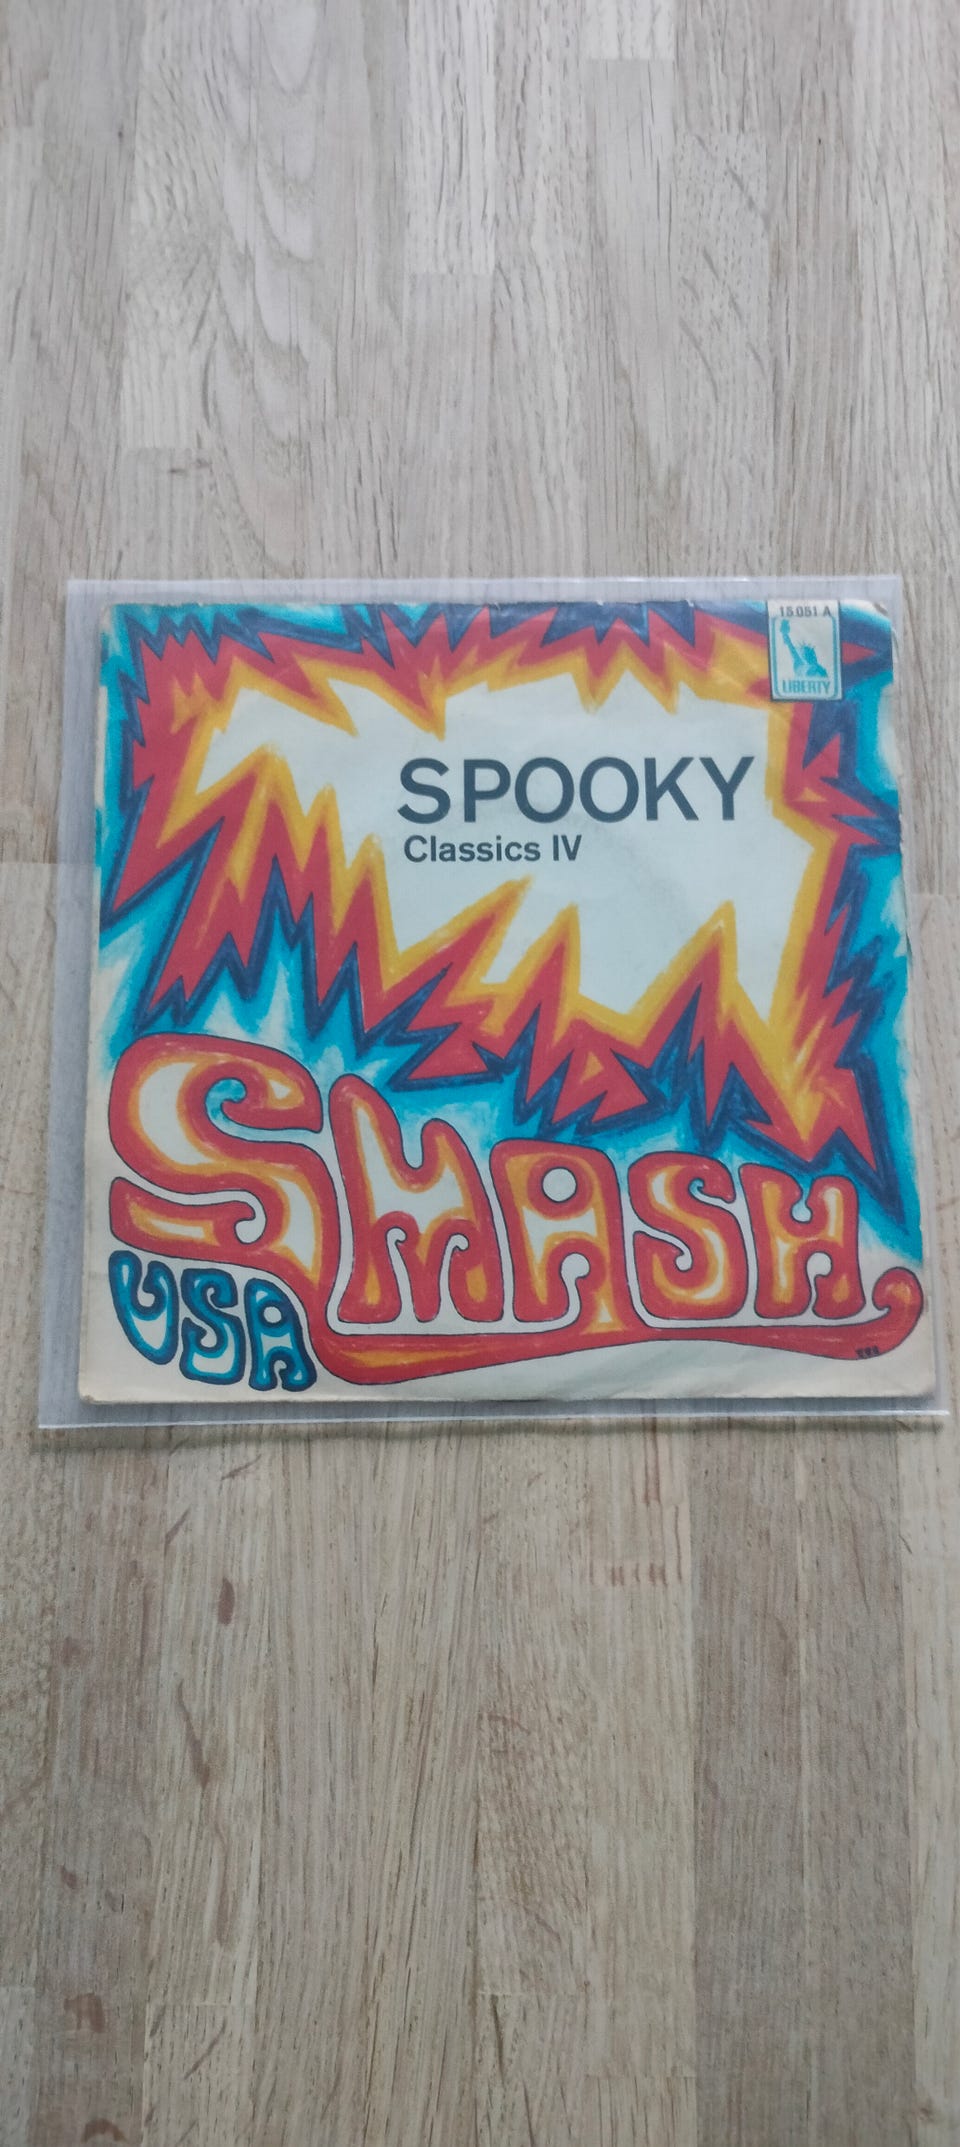 15 051 A
LIBERTY
SPOOKY
Classics IV
SMASH
USA